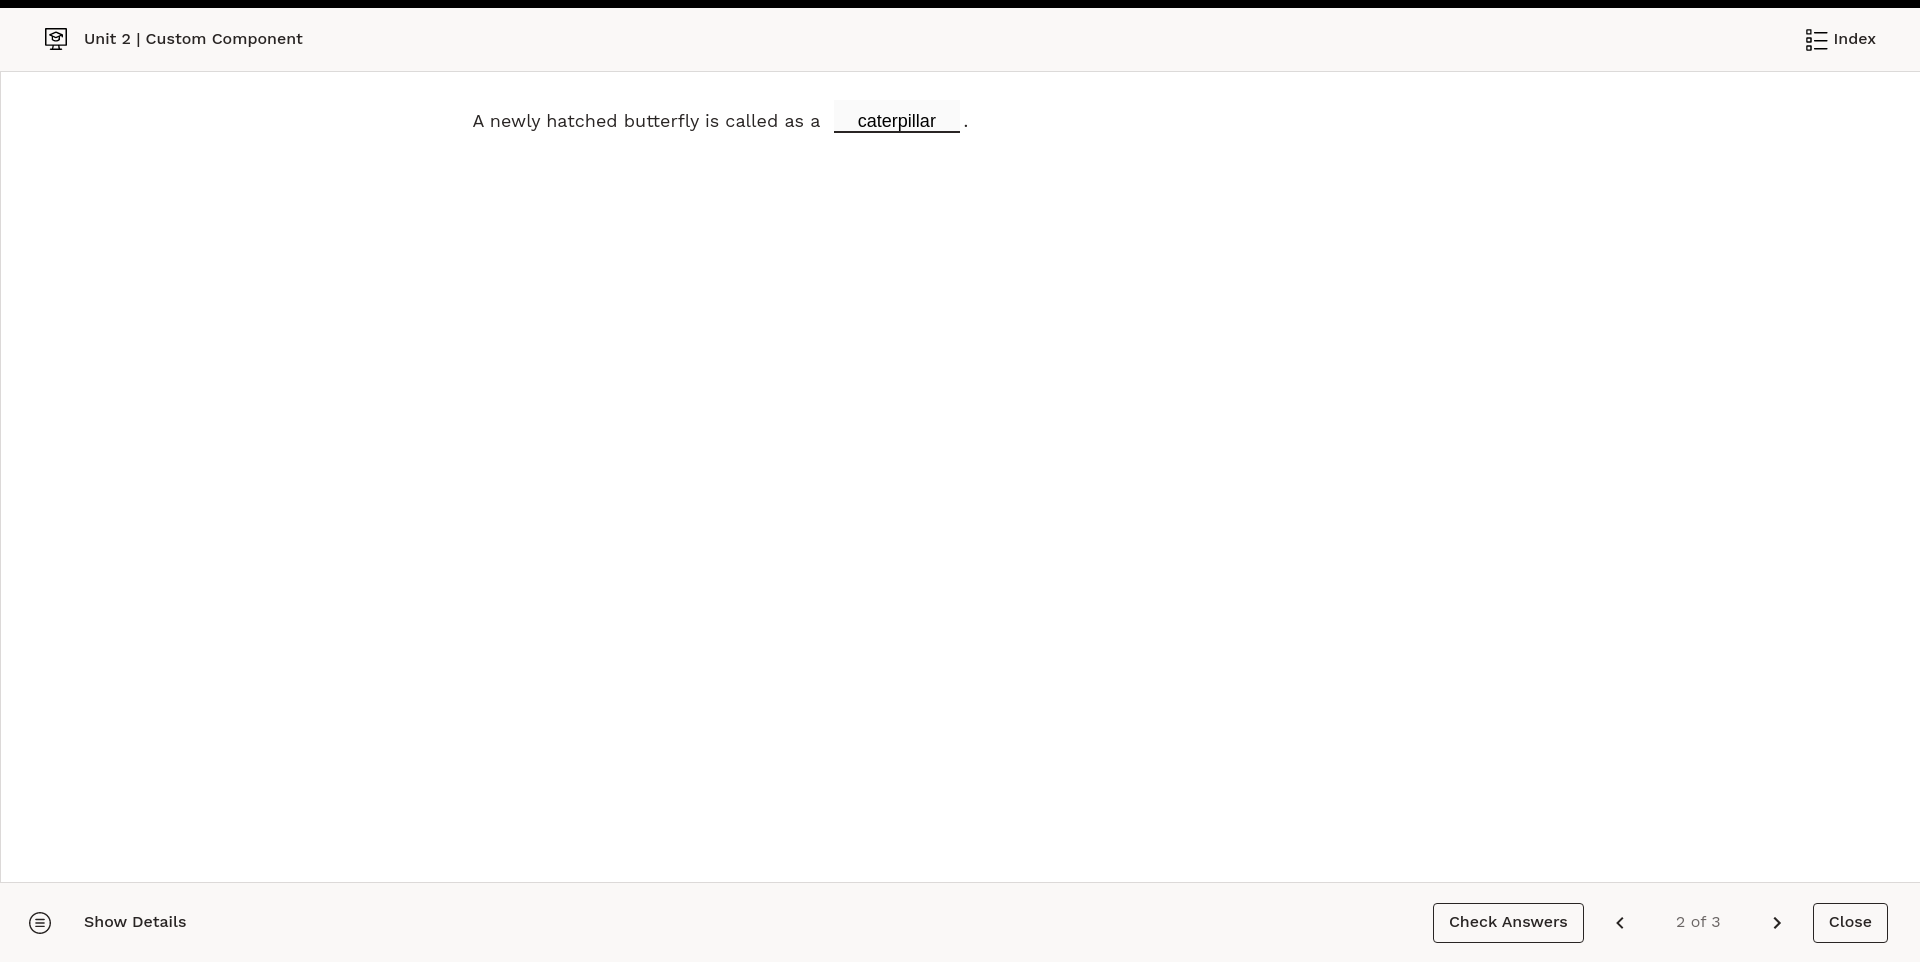 Unit 2 | Custom Component
Index
A newly hatched butterfly is called as a caterpillar .
Show Details
Check Answers
2 of 3
Close